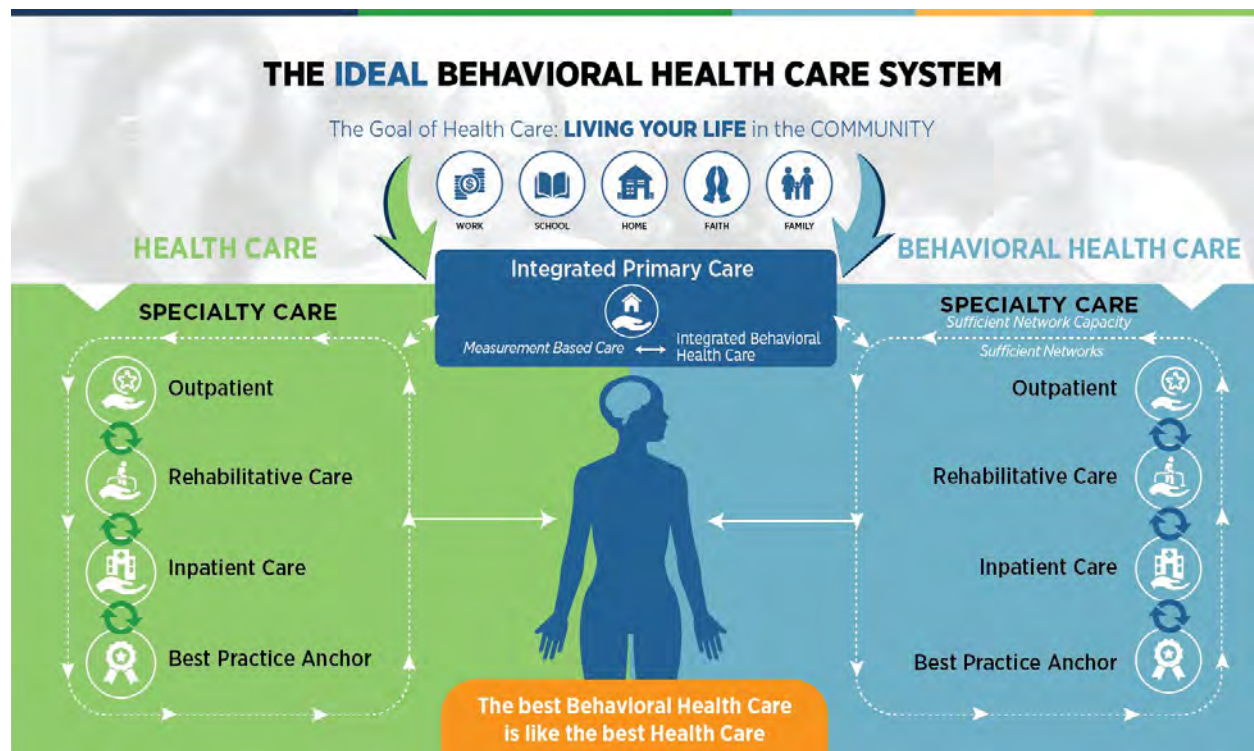 THE IDEAL BEHAVIORAL HEALTH CARE SYSTEM
The Goal of Health Care: LIVING YOUR LIFE in the COMMUNITY
WORK
SCHOOL
HOME
FAITH
FAMILY
HEALTH CARE
BEHAVIORAL HEALTH CARE
Integrated Primary Care
Measurement Based Care
Integrated Behavioral
Health Care
SPECIALTY CARE
Outpatient
Rehabilitative Care
Inpatient Care
Best Practice Anchor
SPECIALTY CARE
Sufficient Network Capacity
Sufficient Networks
Outpatient
Rehabilitative Care
Inpatient Care
Best Practice Anchor
The best Behavioral Health Care
is like the best Health Care